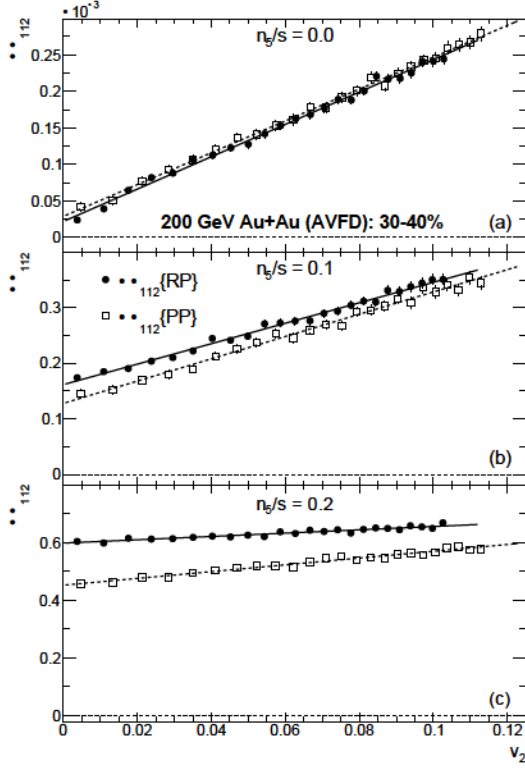 ×10⁻³
••₁₁₂
n₅/s = 0.0
0.25
0.2
0.15
0.1
0.05
0
200 GeV Au+Au (AVFD): 30-40%
(a)
••₁₁₂
n₅/s = 0.1
••₁₁₂{RP}
••₁₁₂{PP}
0.3
0.2
0.1
0
(b)
••₁₁₂
n₅/s = 0.2
0.6
0.4
0.2
0
(c)
0 0.02 0.04 0.06 0.08 0.1 0.12
v₂